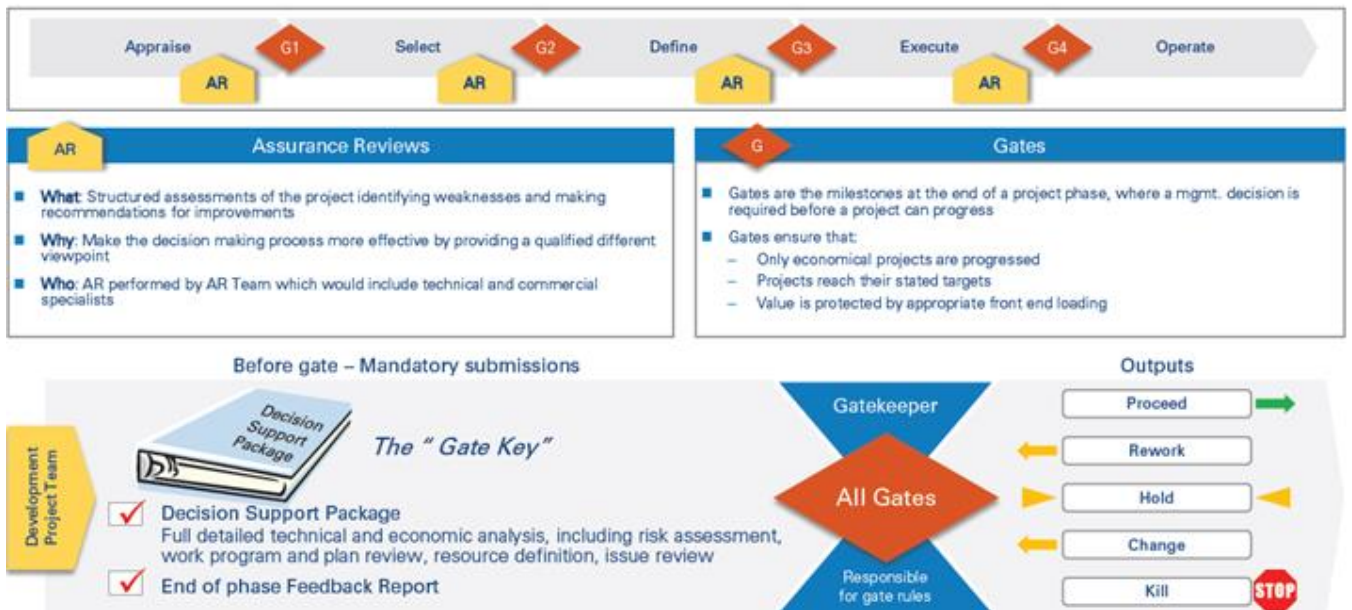 Appraise
G1
Select
G2
Define
G3
Execute
G4
Operate
AR
AR
AR
AR
AR
Assurance Reviews
What: Structured assessments of the project identifying weaknesses and making
recommendations for improvements
Why: Make the decision making process more effective by providing a qualified different
viewpoint
Who: AR performed by AR Team which would include technical and commercial
specialists
G
Gates
Gates are the milestones at the end of a project phase, where a mgmt. decision is
required before a project can progress
Gates ensure that:
– Only economical projects are progressed
– Projects reach their stated targets
– Value is protected by appropriate front end loading
Before gate – Mandatory submissions
Development
Project Team
Decision
Support
Package
The “ Gate Key”
Decision Support Package
Full detailed technical and economic analysis, including risk assessment,
work program and plan review, resource definition, issue review
End of phase Feedback Report
Gatekeeper
All Gates
Responsible
for gate rules
Outputs
Proceed
Rework
Hold
Change
Kill
STOP